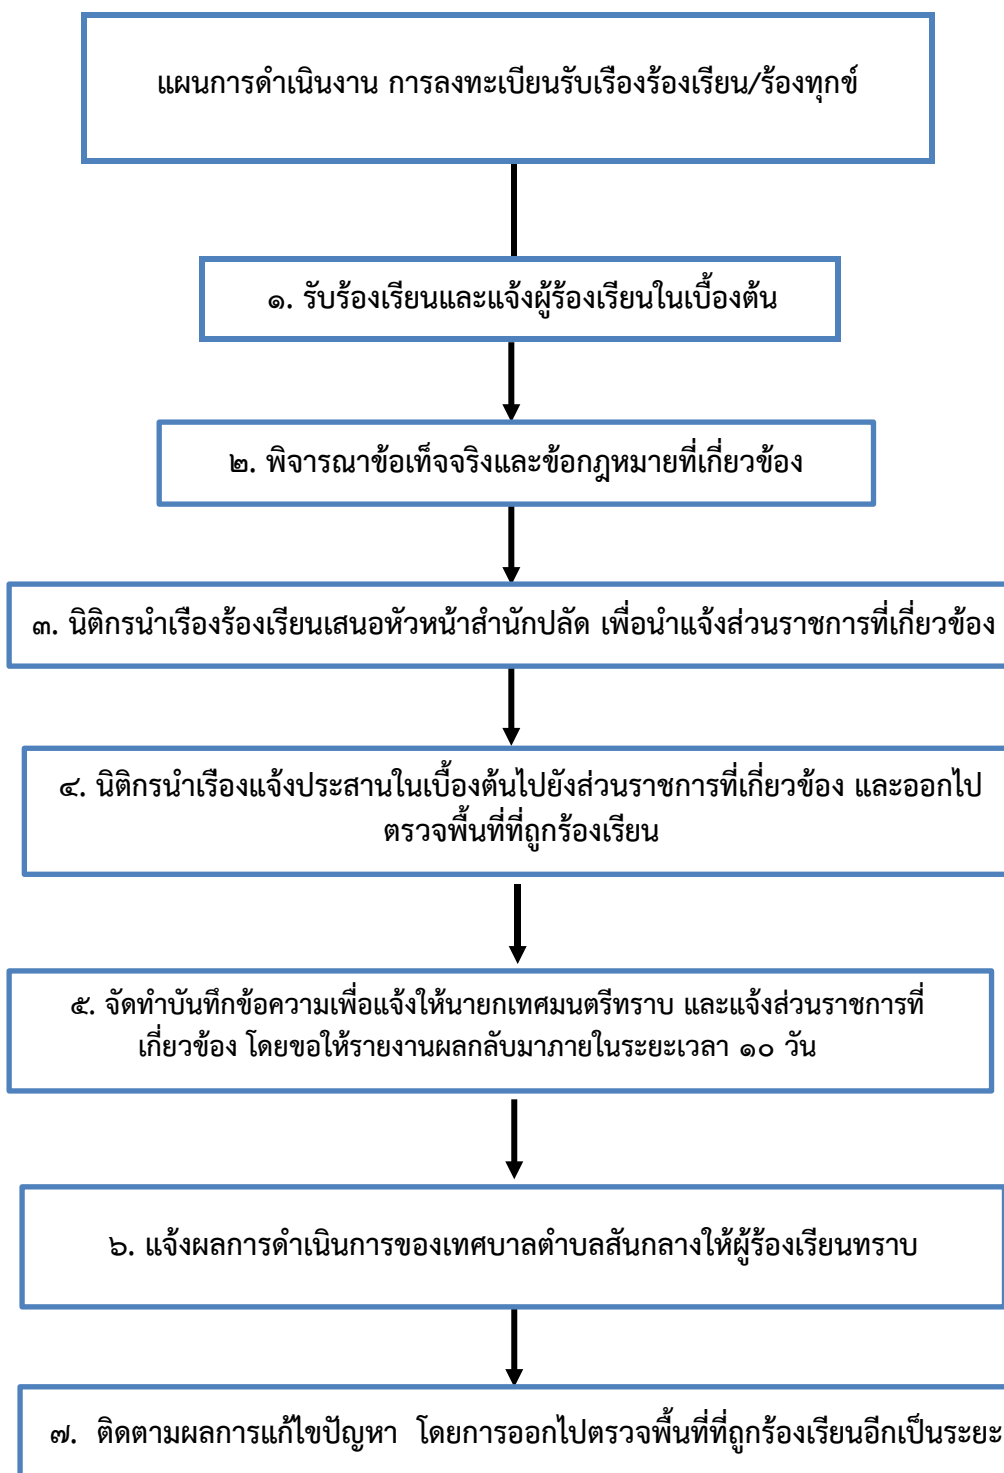 แผนการดำเนินงาน การลงทะเบียนรับเรื่องร้องเรียน/ร้องทุกข์
๑. รับร้องเรียนและแจ้งผู้ร้องเรียนในเบื้องต้น
๒. พิจารณาข้อเท็จจริงและข้อกฎหมายที่เกี่ยวข้อง
๓. นิติกรนำเรื่องร้องเรียนเสนอหัวหน้าสำนักปลัด เพื่อนำแจ้งส่วนราชการที่เกี่ยวข้อง
๔. นิติกรนำเรื่องแจ้งประสานในเบื้องต้นไปยังส่วนราชการที่เกี่ยวข้อง และออกไป
ตรวจพื้นที่ที่ถูกร้องเรียน
๕. จัดทำบันทึกข้อความเพื่อแจ้งให้นายกเทศมนตรีทราบ และแจ้งส่วนราชการที่
เกี่ยวข้อง โดยขอให้รายงานผลกลับมาภายในระยะเวลา ๑๐ วัน
๖. แจ้งผลการดำเนินการของเทศบาลตำบลสันกลางให้ผู้ร้องเรียนทราบ
๗. ติดตามผลการแก้ไขปัญหา โดยการออกไปตรวจพื้นที่ที่ถูกร้องเรียนอีกเป็นระยะ